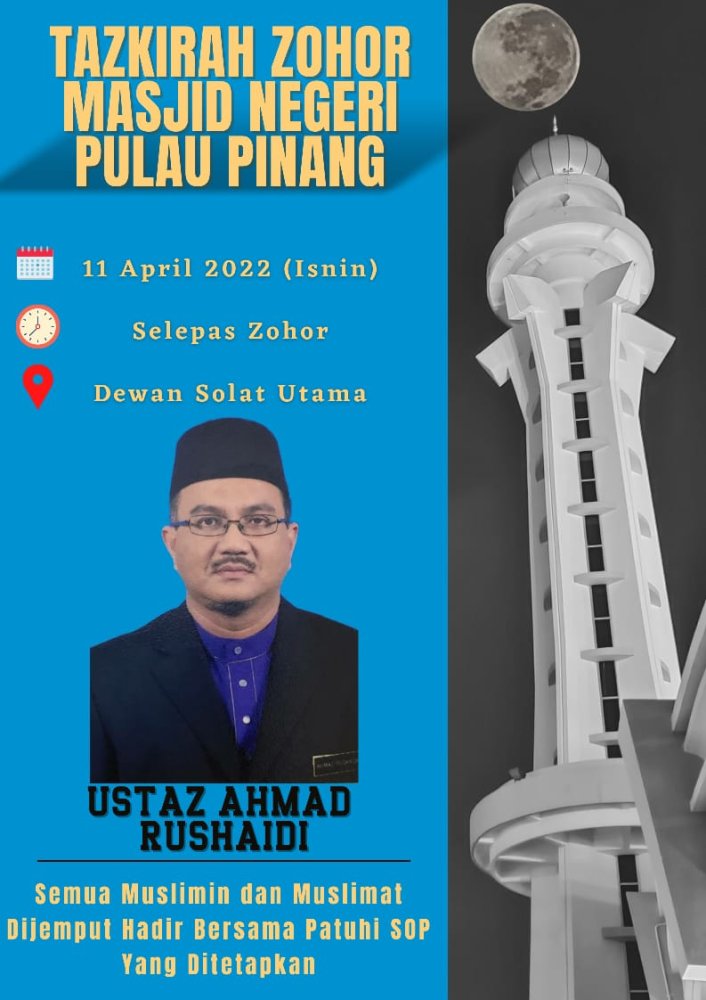 TAZKIRAH ZOHOR
MASJID NEGERI
PULAU PINANG
11 April 2022 (Isnin)
Selepas Zohor
Dewan Solat Utama
USTAZ AHMAD
RUSHAIDI
Semua Muslimin dan Muslimat
Dijemput Hadir Bersama Patuhi SOP
Yang Ditetapkan